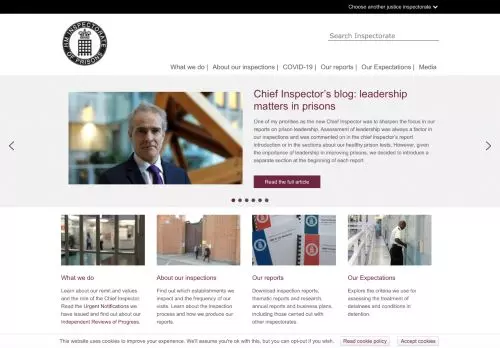 Choose another justice inspectorate
HM INSPECTORATE
OF PRISONS
Search Inspectorate
What we do | About our inspections | COVID-19 | Our reports | Our Expectations | Media
Chief Inspector's blog: leadership
matters in prisons
One of my priorities as the new Chief Inspector was to sharpen the focus in our
reports on prison leadership. Assessment of leadership was always a factor in
our inspections and was commented on in the chief inspector's report
introduction or in the sections about our healthy prison tests. However, given
the importance of leadership in improving prisons, we decided to introduce a
separate section at the beginning of each report.
Read the full article
What we do
Learn about our remit and values
and the role of the Chief Inspector.
Read the Urgent Notifications we
have issued and find out about our
Independent Reviews of Progress.
About our inspections
Find out which establishments we
inspect and the frequency of our
visits. Learn about the inspection
process and how we produce our
reports.
Our reports
Download inspection reports,
thematic reports and research,
annual reports and business plans,
including those carried out with
other inspectorates.
Our Expectations
Explore the criteria we use for
assessing the treatment of
detainees and conditions in
detention.
This website uses cookies to improve your experience. We'll assume you're ok with this, but you can opt-out if you wish.
Read cookie policy
Accept cookies